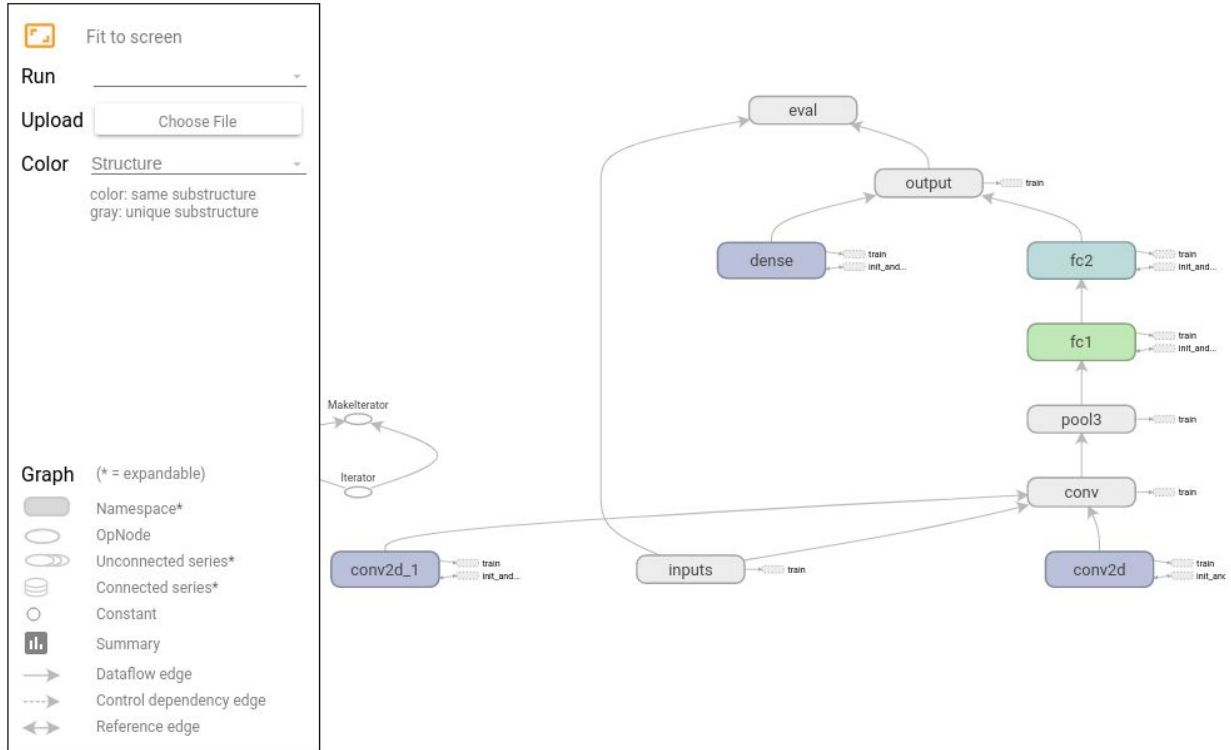 Fit to screen
Run
Upload Choose File
Color Structure
color: same substructure
gray: unique substructure
Graph (* = expandable)
Namespace*
OpNode
Unconnected series*
Connected series*
Constant
Summary
Dataflow edge
Control dependency edge
Reference edge
eval
output train
dense train
init_and...
fc2 train
init_and...
fc1 train
init_and...
MakeIterator
pool3 train
Iterator
conv train
conv2d_1 train
init_and...
inputs train
conv2d train
init_and